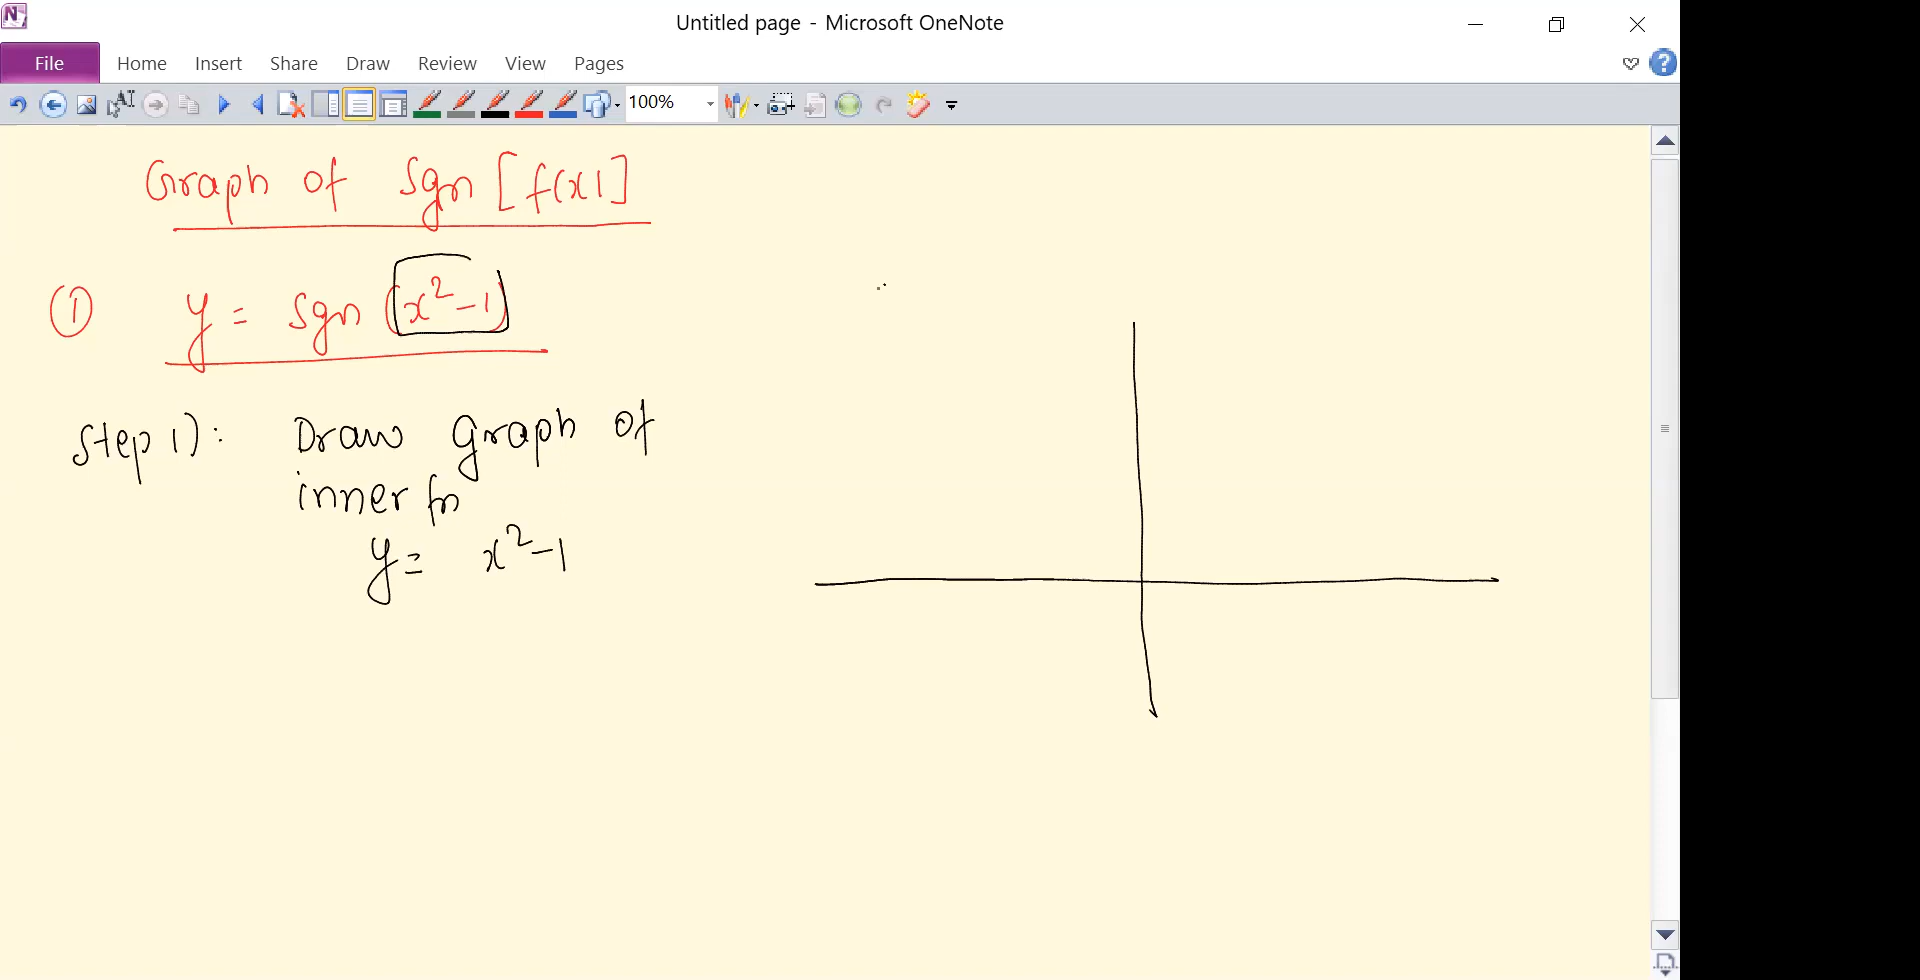 Untitled page - Microsoft OneNote
File Home Insert Share Draw Review View Pages
100%
Graph of Sgn [f(x)]
① y = Sgn (x²-1)
Step 1): Draw Graph of
inner fn
y = x²-1